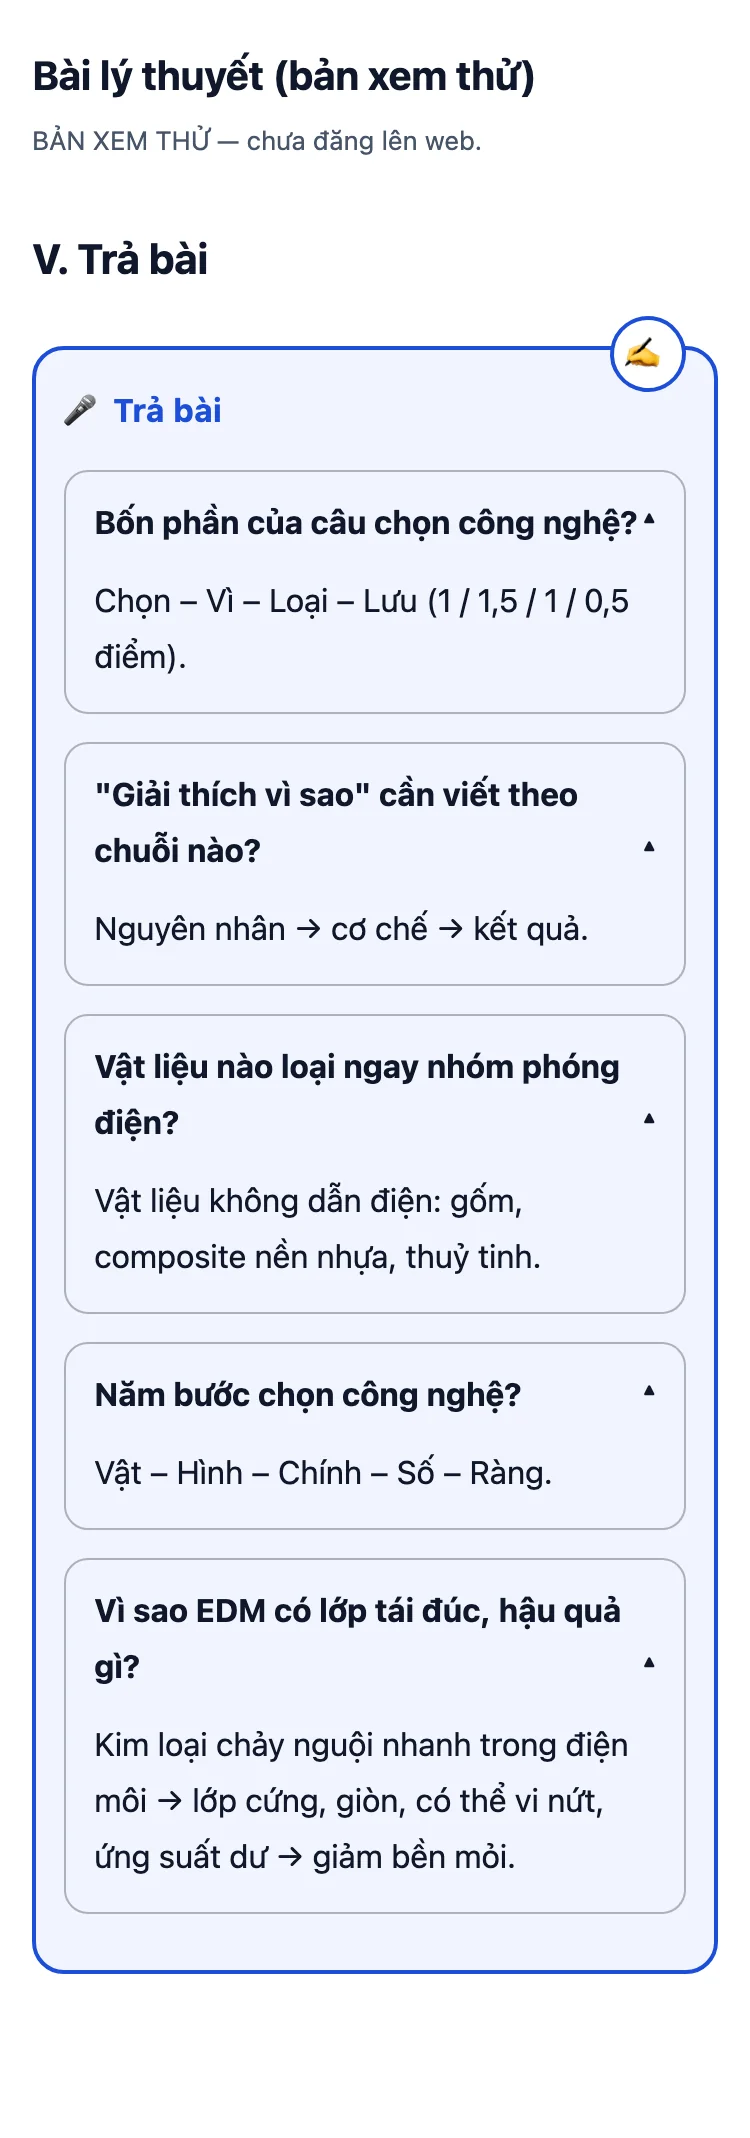 Bài lý thuyết (bản xem thử)
BẢN XEM THỬ — chưa đăng lên web.
V. Trả bài
Trả bài
Bốn phần của câu chọn công nghệ?
Chọn – Vì – Loại – Lưu (1 / 1,5 / 1 / 0,5
điểm).
"Giải thích vì sao" cần viết theo
chuỗi nào?
Nguyên nhân → cơ chế → kết quả.
Vật liệu nào loại ngay nhóm phóng
điện?
Vật liệu không dẫn điện: gốm,
composite nền nhựa, thuỷ tinh.
Năm bước chọn công nghệ?
Vật – Hình – Chính – Số – Ràng.
Vì sao EDM có lớp tái đúc, hậu quả
gì?
Kim loại chảy nguội nhanh trong điện
môi → lớp cứng, giòn, có thể vi nứt,
ứng suất dư → giảm bền mỏi.